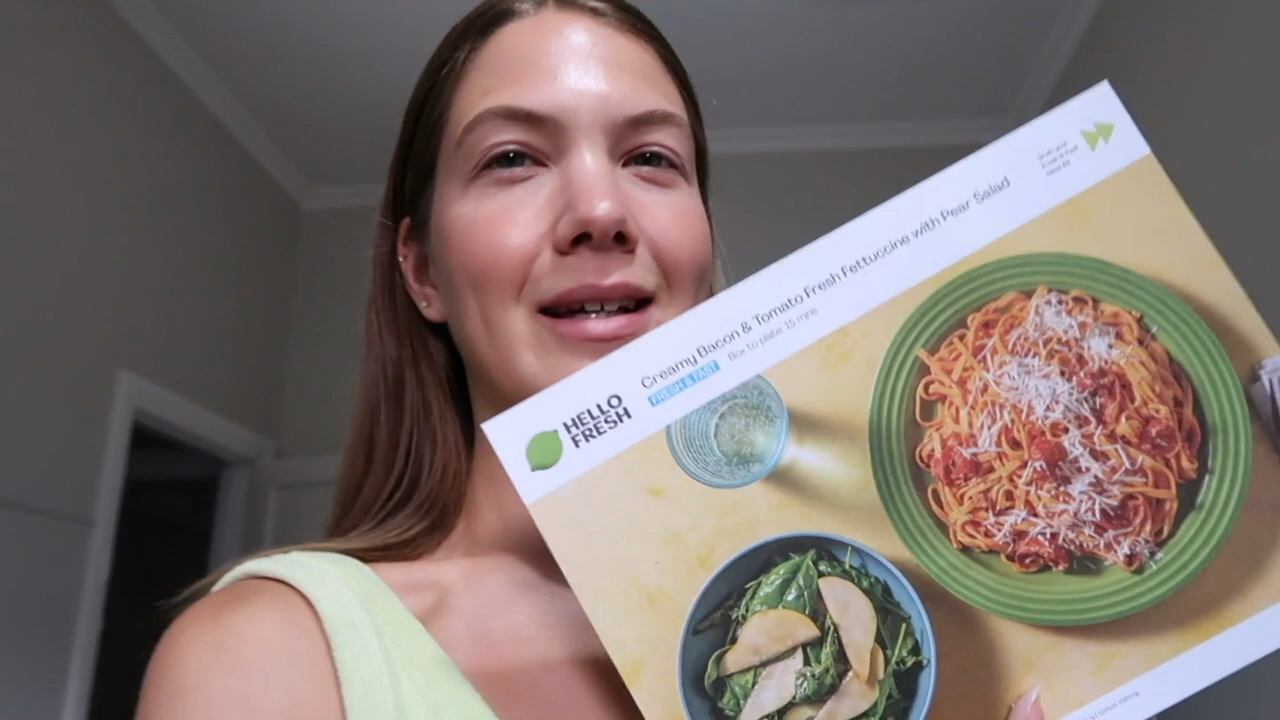 Creamy Bacon & Tomato Fresh Fettuccine with Pear Salad
FRESH & FAST Box to plate 15 mins
HELLO
FRESH